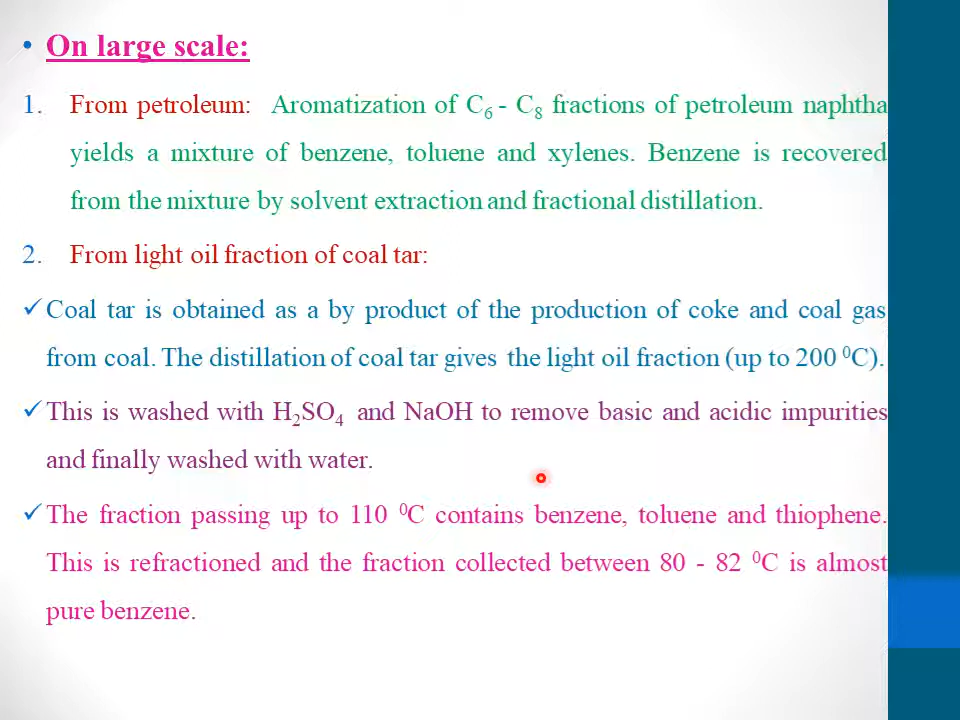 • On large scale:
1. From petroleum: Aromatization of C₆ - C₈ fractions of petroleum naphtha
yields a mixture of benzene, toluene and xylenes. Benzene is recovered
from the mixture by solvent extraction and fractional distillation.
2. From light oil fraction of coal tar:
✓ Coal tar is obtained as a by product of the production of coke and coal gas
from coal. The distillation of coal tar gives the light oil fraction (up to 200 ⁰C).
✓ This is washed with H₂SO₄ and NaOH to remove basic and acidic impurities
and finally washed with water.
✓ The fraction passing up to 110 ⁰C contains benzene, toluene and thiophene.
This is refractioned and the fraction collected between 80 - 82 ⁰C is almost
pure benzene.